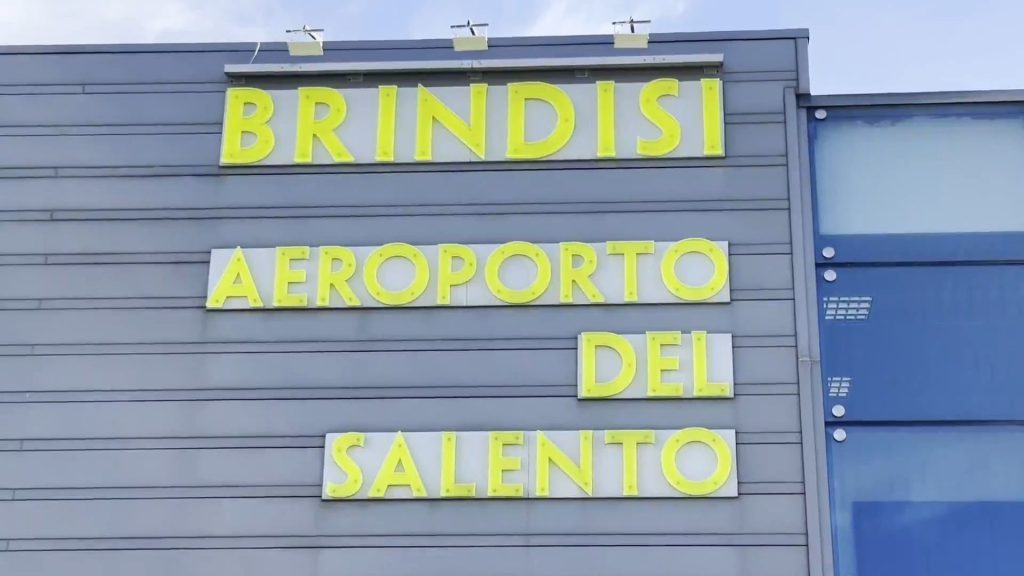 BRINDISI
AEROPORTO
DEL
SALENTO